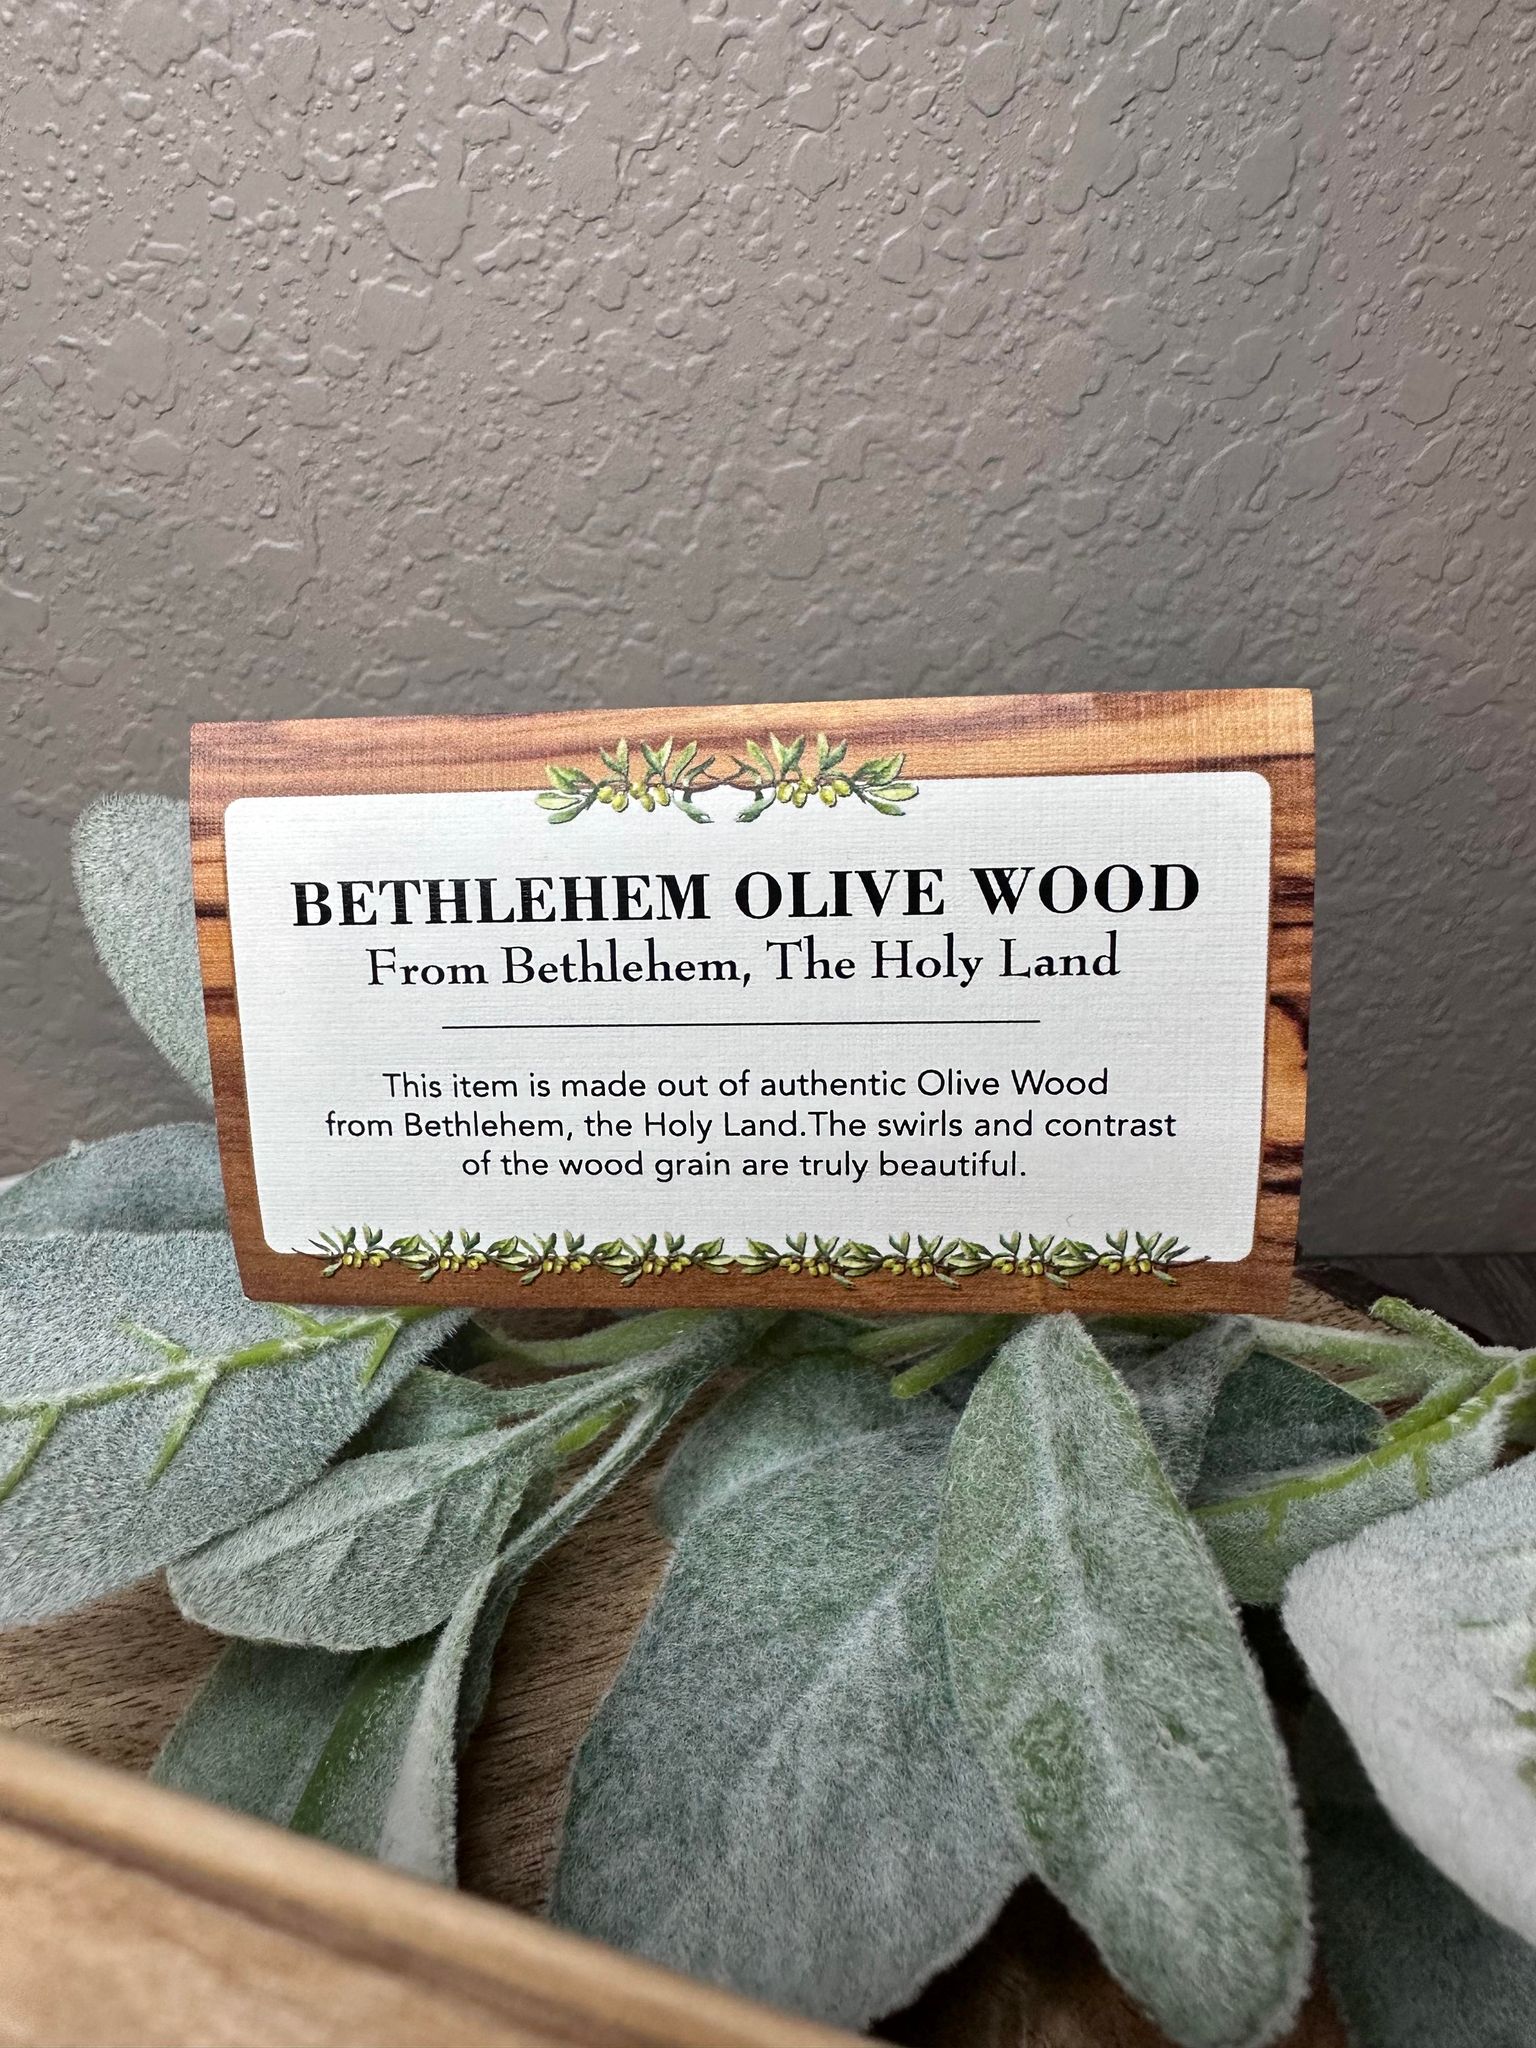 BETHLEHEM OLIVE WOOD
From Bethlehem, The Holy Land
This item is made out of authentic Olive Wood
from Bethlehem, the Holy Land.The swirls and contrast
of the wood grain are truly beautiful.